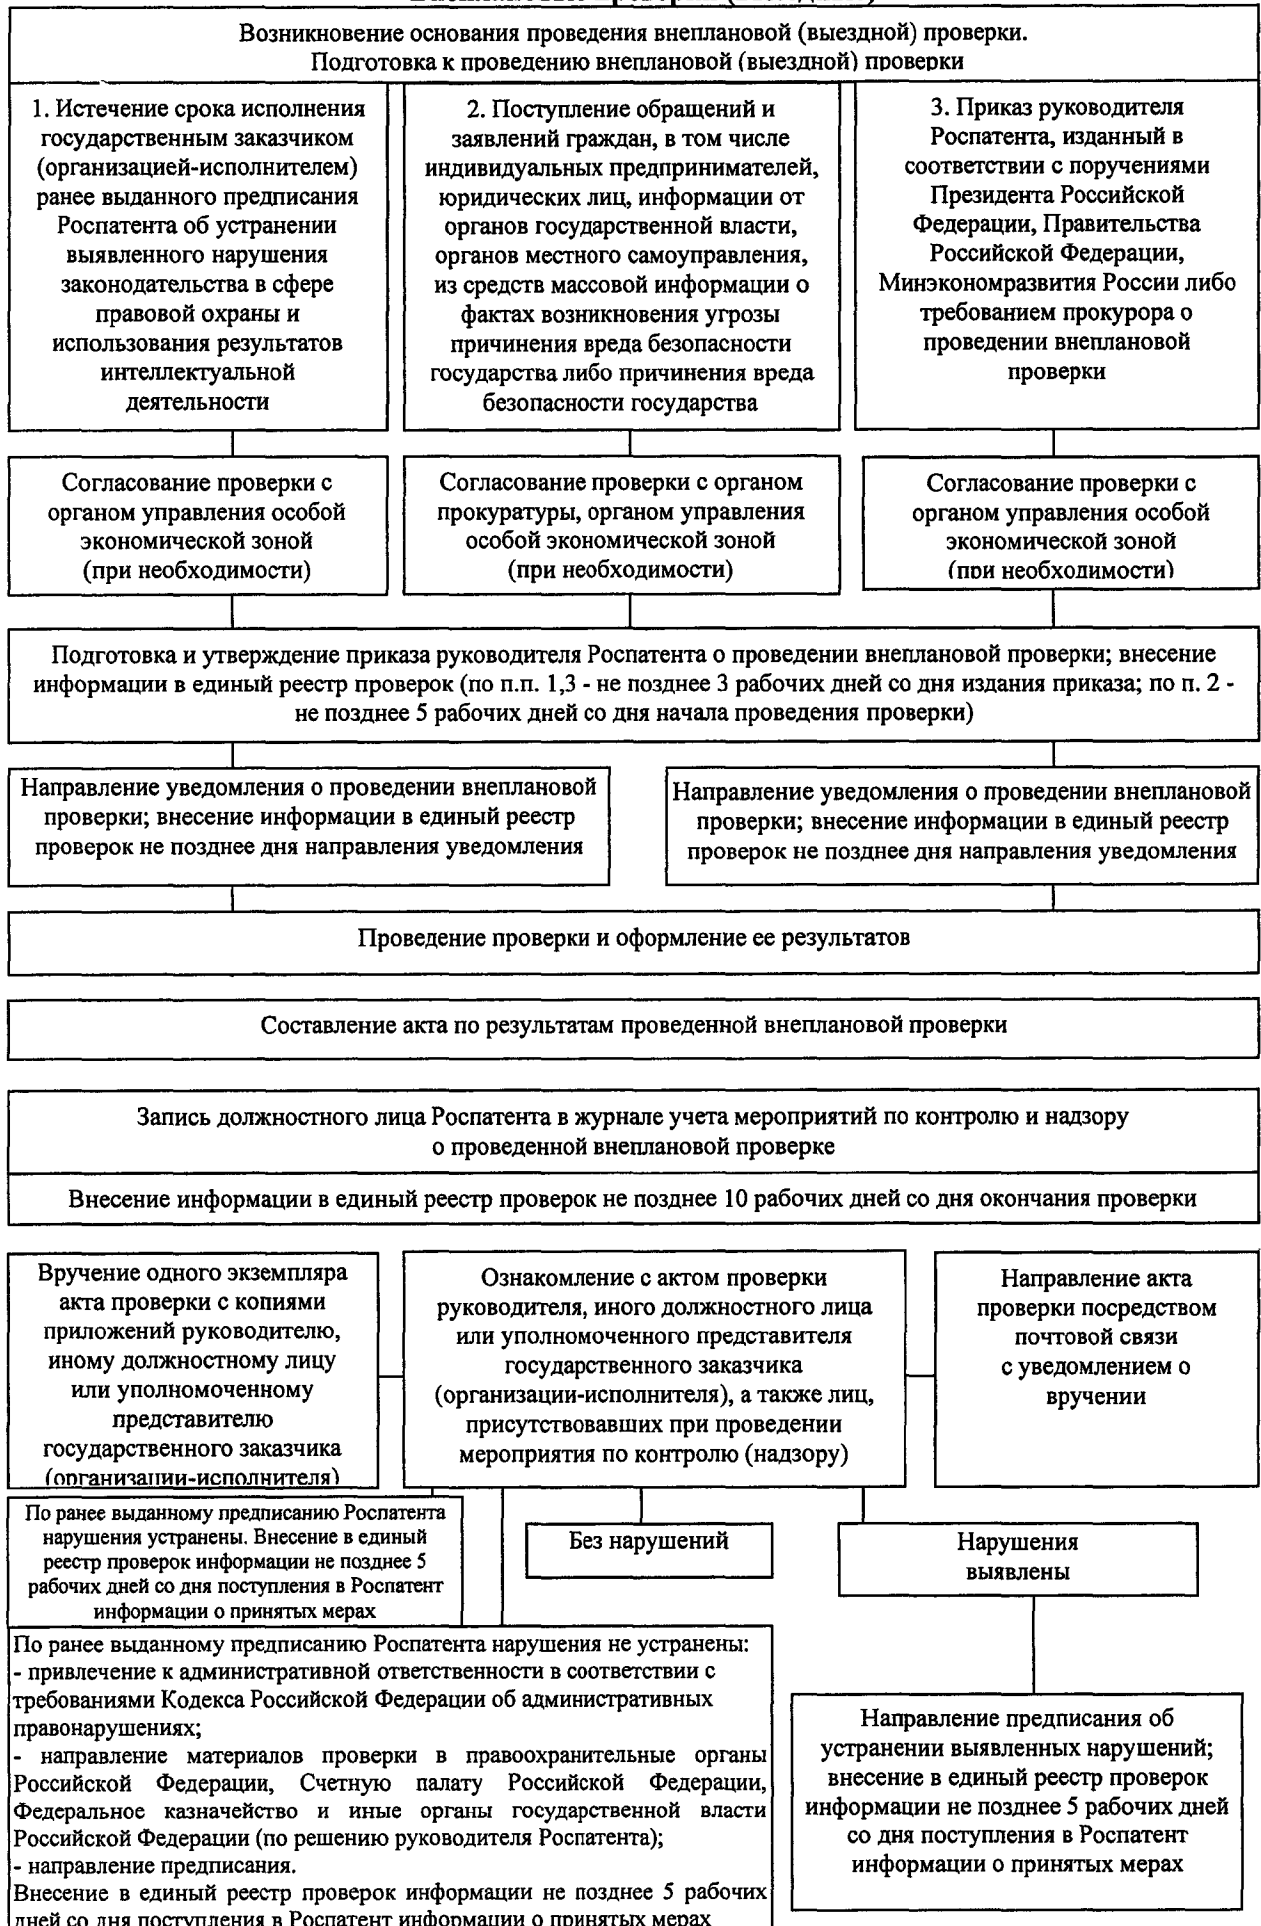 Возникновение основания проведения внеплановой (выездной) проверки.
Подготовка к проведению внеплановой (выездной) проверки
1. Истечение срока исполнения
государственным заказчиком
(организацией-исполнителем)
ранее выданного предписания
Роспатента об устранении
выявленного нарушения
законодательства в сфере
правовой охраны и
использования результатов
интеллектуальной
деятельности
2. Поступление обращений и
заявлений граждан, в том числе
индивидуальных предпринимателей,
юридических лиц, информации от
органов государственной власти,
органов местного самоуправления,
из средств массовой информации о
фактах возникновения угрозы
причинения вреда безопасности
государства либо причинения вреда
безопасности государства
3. Приказ руководителя
Роспатента, изданный в
соответствии с поручениями
Президента Российской
Федерации, Правительства
Российской Федерации,
Минэкономразвития России либо
требованием прокурора о
проведении внеплановой
проверки
Согласование проверки с
органом управления особой
экономической зоной
(при необходимости)
Согласование проверки с органом
прокуратуры, органом управления
особой экономической зоной
(при необходимости)
Согласование проверки с
органом управления особой
экономической зоной
(при необходимости)
Подготовка и утверждение приказа руководителя Роспатента о проведении внеплановой проверки; внесение
информации в единый реестр проверок (по п.п. 1,3 - не позднее 3 рабочих дней со дня издания приказа; по п. 2 -
не позднее 5 рабочих дней со дня начала проведения проверки)
Направление уведомления о проведении внеплановой
проверки; внесение информации в единый реестр
проверок не позднее дня направления уведомления
Направление уведомления о проведении внеплановой
проверки; внесение информации в единый реестр
проверок не позднее дня направления уведомления
Проведение проверки и оформление ее результатов
Составление акта по результатам проведенной внеплановой проверки
Запись должностного лица Роспатента в журнале учета мероприятий по контролю и надзору
о проведенной внеплановой проверке
Внесение информации в единый реестр проверок не позднее 10 рабочих дней со дня окончания проверки
Вручение одного экземпляра
акта проверки с копиями
приложений руководителю,
иному должностному лицу
или уполномоченному
представителю
государственного заказчика
(организации-исполнителя)
Ознакомление с актом проверки
руководителя, иного должностного лица
или уполномоченного представителя
государственного заказчика
(организации-исполнителя), а также лиц,
присутствовавших при проведении
мероприятия по контролю (надзору)
Направление акта
проверки посредством
почтовой связи
с уведомлением о
вручении
По ранее выданному предписанию Роспатента
нарушения устранены. Внесение в единый
реестр проверок информации не позднее 5
рабочих дней со дня поступления в Роспатент
информации о принятых мерах
Без нарушений
Нарушения
выявлены
По ранее выданному предписанию Роспатента нарушения не устранены:
- привлечение к административной ответственности в соответствии с
требованиями Кодекса Российской Федерации об административных
правонарушениях;
- направление материалов проверки в правоохранительные органы
Российской Федерации, Счетную палату Российской Федерации,
Федеральное казначейство и иные органы государственной власти
Российской Федерации (по решению руководителя Роспатента);
- направление предписания.
Внесение в единый реестр проверок информации не позднее 5 рабочих
дней со дня поступления в Роспатент информации о принятых мерах
Направление предписания об
устранении выявленных нарушений;
внесение в единый реестр проверок
информации не позднее 5 рабочих дней
со дня поступления в Роспатент
информации о принятых мерах